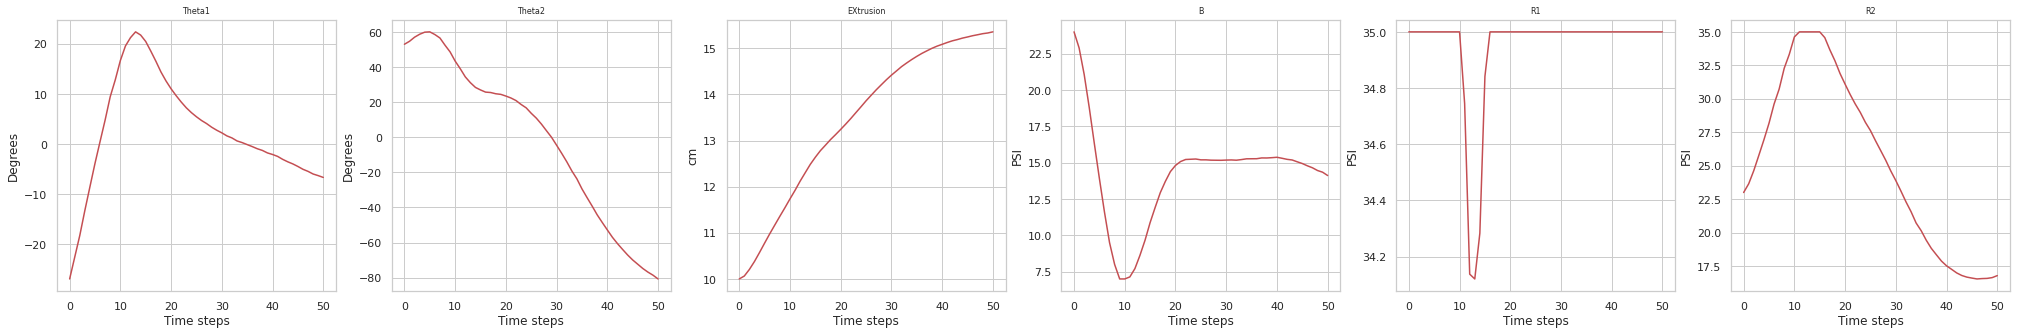 Theta1
Degrees
20
10
0
−10
−20
0 10 20 30 40 50
Time steps
Theta2
Degrees
60
40
20
0
−20
−40
−60
−80
0 10 20 30 40 50
Time steps
EXtrusion
cm
15
14
13
12
11
10
0 10 20 30 40 50
Time steps
B
PSI
22.5
20.0
17.5
15.0
12.5
10.0
7.5
0 10 20 30 40 50
Time steps
R1
PSI
35.0
34.8
34.6
34.4
34.2
0 10 20 30 40 50
Time steps
R2
PSI
35.0
32.5
30.0
27.5
25.0
22.5
20.0
17.5
0 10 20 30 40 50
Time steps